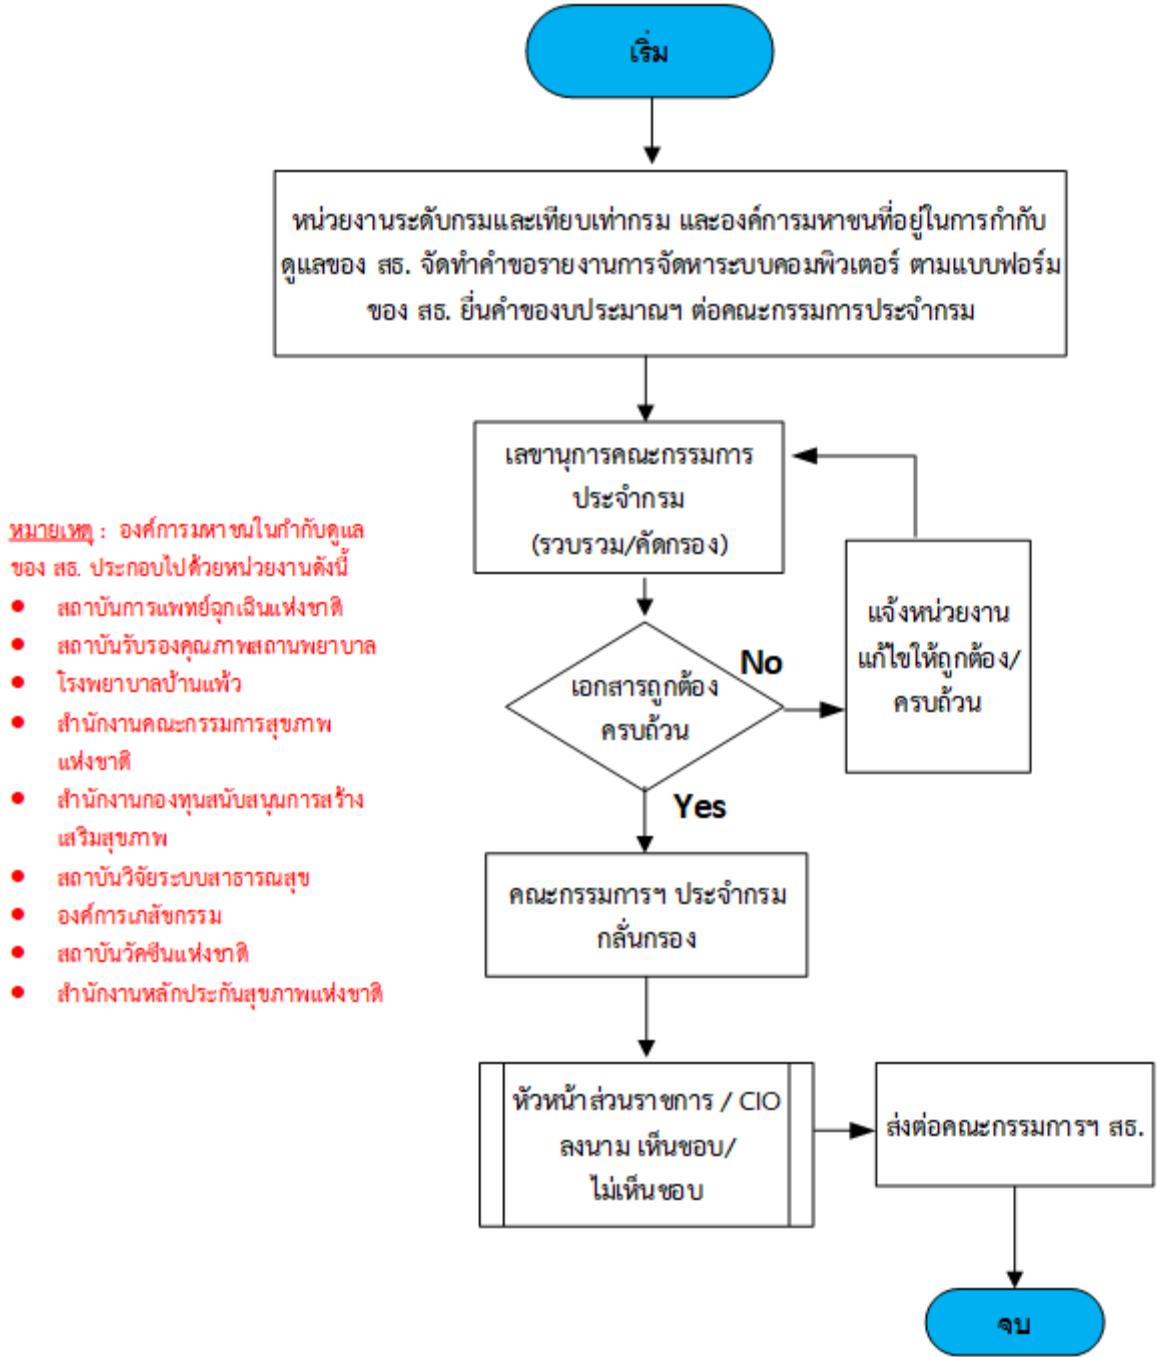 เริ่ม
หน่วยงานระดับกรมและเทียบเท่ากรม และองค์การมหาชนที่อยู่ในการกำกับ
ดูแลของ สธ. จัดทำคำขอรายงานการจัดหาระบบคอมพิวเตอร์ ตามแบบฟอร์ม
ของ สธ. ยื่นคำของบประมาณฯ ต่อคณะกรรมการประจำกรม
เลขานุการคณะกรรมการ
ประจำกรม
(รวบรวม/คัดกรอง)
แจ้งหน่วยงาน
แก้ไขให้ถูกต้อง/
ครบถ้วน
No
เอกสารถูกต้อง
ครบถ้วน
Yes
คณะกรรมการฯ ประจำกรม
กลั่นกรอง
หัวหน้าส่วนราชการ / CIO
ลงนาม เห็นชอบ/
ไม่เห็นชอบ
ส่งต่อคณะกรรมการฯ สธ.
จบ
หมายเหตุ : องค์การมหาชนในกำกับดูแล
ของ สธ. ประกอบไปด้วยหน่วยงานดังนี้
● สถาบันการแพทย์ฉุกเฉินแห่งชาติ
● สถาบันรับรองคุณภาพสถานพยาบาล
● โรงพยาบาลบ้านแพ้ว
● สำนักงานคณะกรรมการสุขภาพ
แห่งชาติ
● สำนักงานกองทุนสนับสนุนการสร้าง
เสริมสุขภาพ
● สถาบันวิจัยระบบสาธารณสุข
● องค์การเภสัชกรรม
● สถาบันวัคซีนแห่งชาติ
● สำนักงานหลักประกันสุขภาพแห่งชาติ